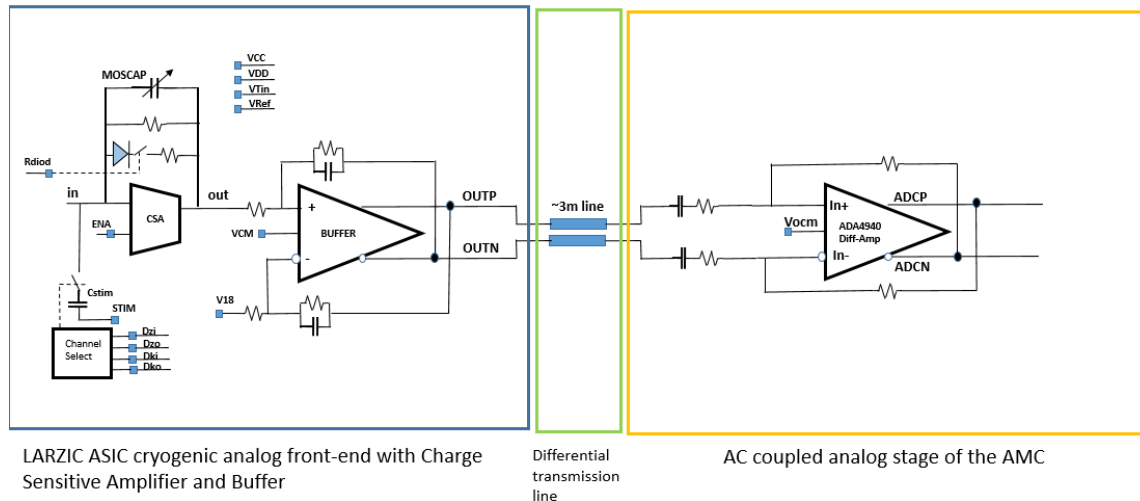 MOSCAP
VCC
VDD
VTin
VRef
Rdiod
in
out
CSA
ENA
VCM
+
BUFFER
-
OUTP
OUTN
~3m line
In+
ADCP
Vocm
ADA4940
Diff-Amp
In-
ADCN
V18
Cstim
STIM
Channel
Select
Dzi
Dzo
Dki
Dko
LARZIC ASIC cryogenic analog front-end with Charge
Sensitive Amplifier and Buffer
Differential
transmission
line
AC coupled analog stage of the AMC